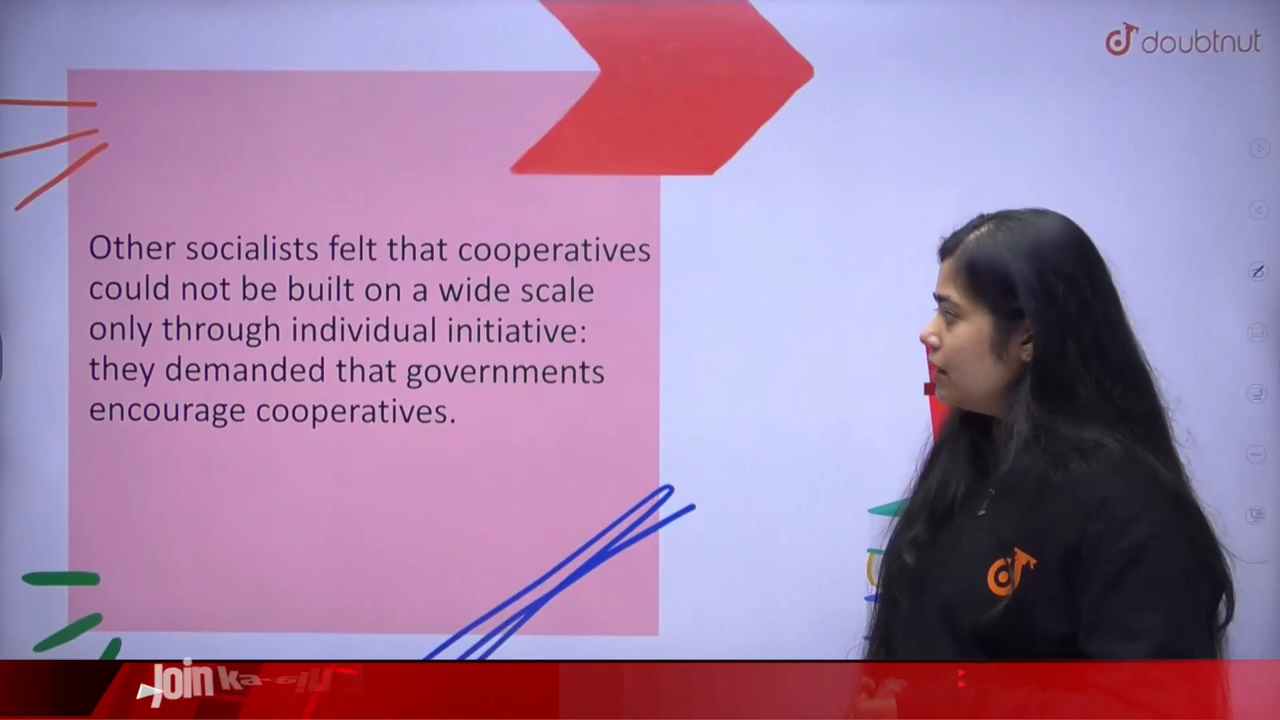 doubtnut
Other socialists felt that cooperatives
could not be built on a wide scale
only through individual initiative:
they demanded that governments
encourage cooperatives.
Join